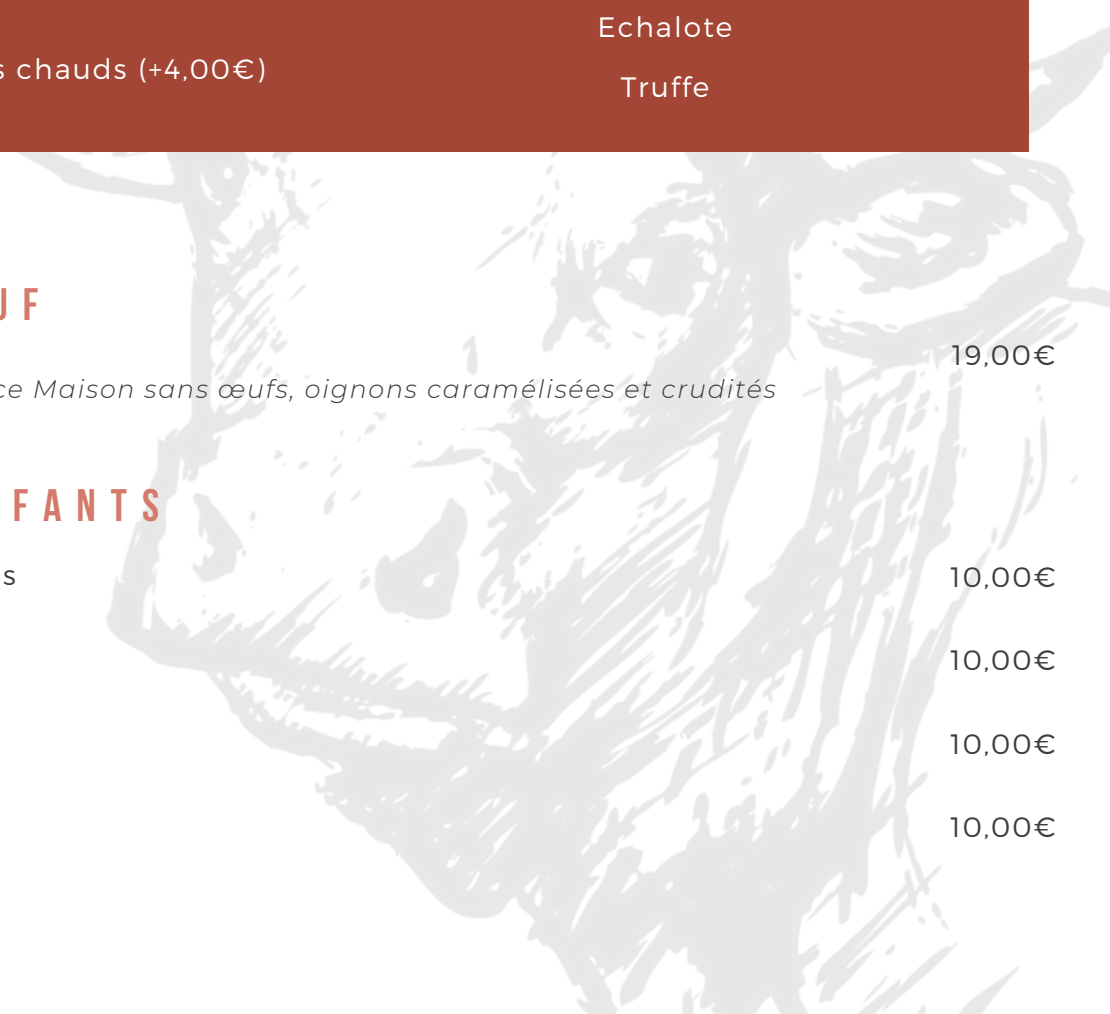 Echalote
s chauds (+4,00€)
Truffe
UF
19,00€
ce Maison sans œufs, oignons caramélisées et crudités
FANTS
s
10,00€
10,00€
10,00€
10,00€